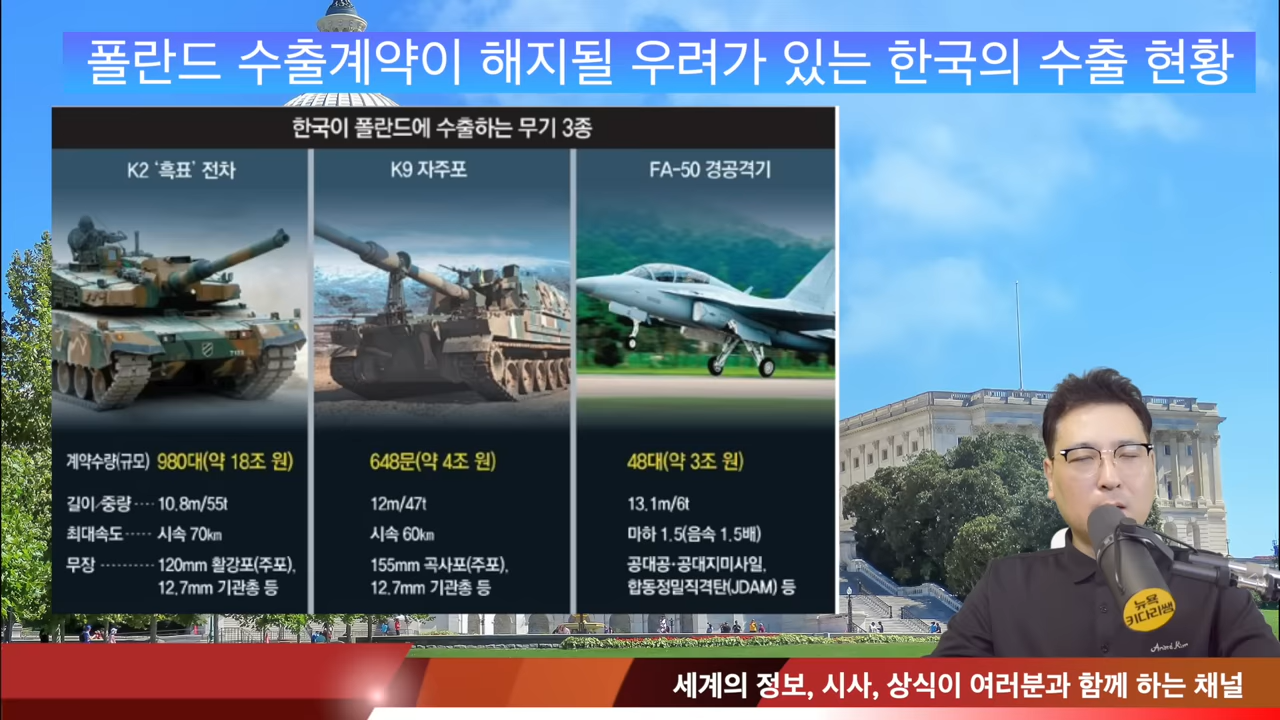 폴란드 수출계약이 해지될 우려가 있는 한국의 수출 현황
한국이 폴란드에 수출하는 무기 3종
K2 '흑표' 전차
K9 자주포
FA-50 경공격기
계약수량(규모) 980대(약 18조 원)
648문(약 4조 원)
48대(약 3조 원)
길이/중량 ---- 10.8m/55t
12m/47t
13.1m/6t
최대속도 ----- 시속 70km
시속 60km
마하 1.5(음속 1.5배)
무장 ---------- 120mm 활강포(주포),
12.7mm 기관총 등
155mm 곡사포(주포),
12.7mm 기관총 등
공대공·공대지미사일,
합동정밀직격탄(JDAM) 등
뉴욕
키다리쌤
세계의 정보, 시사, 상식이 여러분과 함께 하는 채널